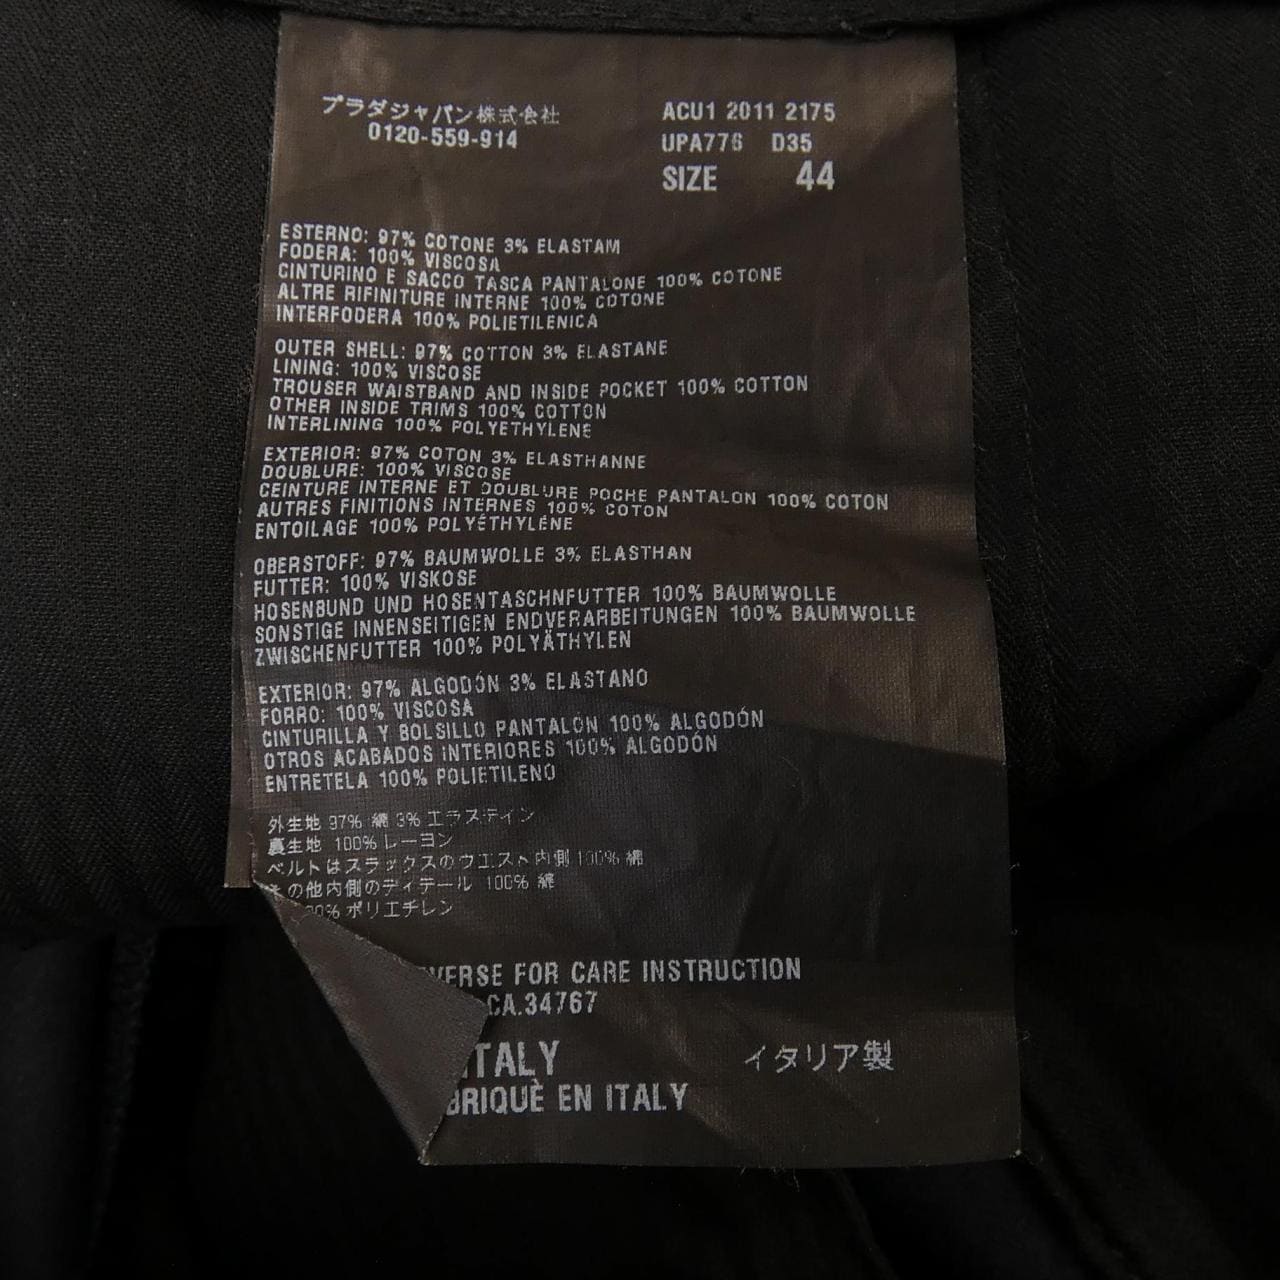 プラダジャパン株式会社
0120-559-914
ACU1 2011 2175
UPA776 D35
SIZE 44
ESTERNO: 97% COTONE 3% ELASTAM
FODERA: 100% VISCOSA
CINTURINO E SACCO TASCA PANTALONE 100% COTONE
ALTRE RIFINITURE INTERNE 100% COTONE
INTERFODERA 100% POLIETILENICA
OUTER SHELL: 97% COTTON 3% ELASTANE
LINING: 100% VISCOSE
TROUSER WAISTBAND AND INSIDE POCKET 100% COTTON
OTHER INSIDE TRIMS 100% COTTON
INTERLINING 100% POLYETHYLENE
EXTERIOR: 97% COTON 3% ELASTHANNE
DOUBLURE: 100% VISCOSE
CEINTURE INTERNE ET DOUBLURE POCHE PANTALON 100% COTON
AUTRES FINITIONS INTERNES 100% COTON
ENTOILAGE 100% POLYÉTHYLÉNE
OBERSTOFF: 97% BAUMWOLLE 3% ELASTHAN
FUTTER: 100% VISKOSE
HOSENBUND UND HOSENTASCHNFUTTER 100% BAUMWOLLE
SONSTIGE INNENSEITIGEN ENDVERARBEITUNGEN 100% BAUMWOLLE
ZWISCHENFUTTER 100% POLYÄTHYLEN
EXTERIOR: 97% ALGODÓN 3% ELASTANO
FORRO: 100% VISCOSA
CINTURILLA Y BOLSILLO PANTALÓN 100% ALGODÓN
OTROS ACABADOS INTERIORES 100% ALGODÓN
ENTRETELA 100% POLIETILENO
外生地 97% 綿 3% エラスティン
裏生地 100% レーヨン
ベルトはスラックスのウエスト内側 100% 綿
その他内側のディテール 100% 綿
00% ポリエチレン
VERSE FOR CARE INSTRUCTION
CA.34767
ITALY
BRIQUÈ EN ITALY
イタリア製